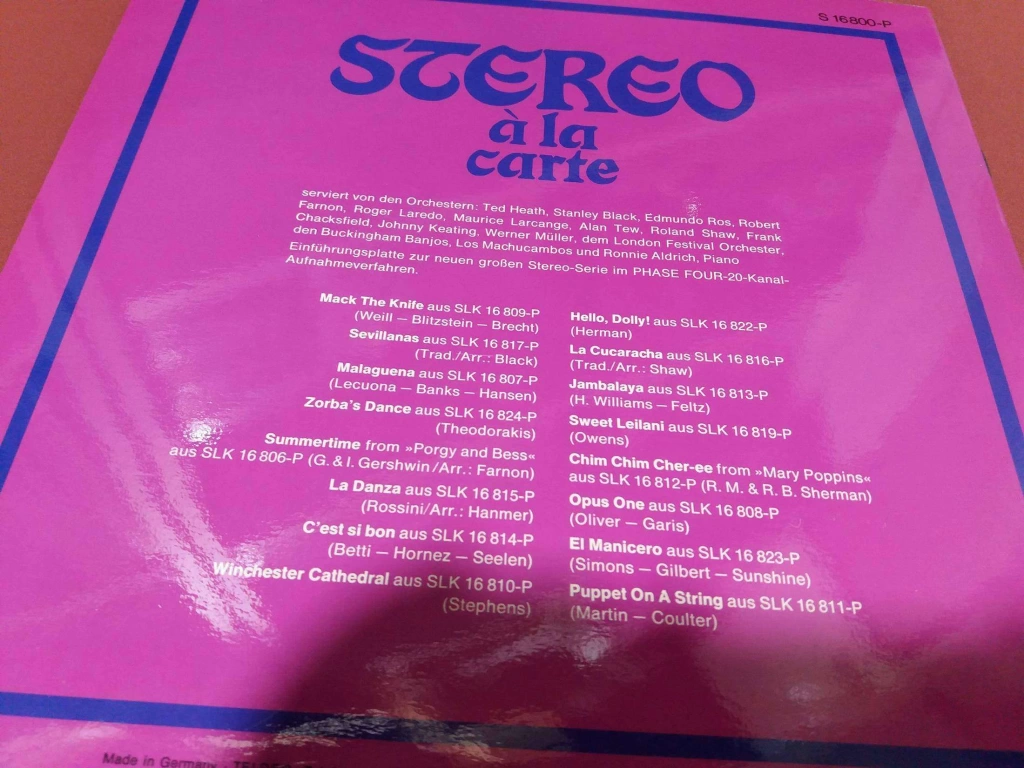 S 16800-P
STEREO
à la
carte
serviert von den Orchestern: Ted Heath, Stanley Black, Edmundo Ros, Robert
Farnon, Roger Laredo, Maurice Larcange, Alan Tew, Roland Shaw, Frank
Chacksfield, Johnny Keating, Werner Müller, dem London Festival Orchester,
den Buckingham Banjos, Los Machucambos und Ronnie Aldrich, Piano
Einführungsplatte zur neuen großen Stereo-Serie im PHASE FOUR-20-Kanal-
Aufnahmeverfahren.
Mack The Knife aus SLK 16 809-P
(Weill – Blitzstein – Brecht)
Sevillanas aus SLK 16 817-P
(Trad./Arr.: Black)
Malaguena aus SLK 16 807-P
(Lecuona – Banks – Hansen)
Zorba's Dance aus SLK 16 824-P
(Theodorakis)
Summertime from »Porgy and Bess«
aus SLK 16 806-P (G. & I. Gershwin/Arr.: Farnon)
La Danza aus SLK 16 815-P
(Rossini/Arr.: Hanmer)
C'est si bon aus SLK 16 814-P
(Betti – Hornez – Seelen)
Winchester Cathedral aus SLK 16 810-P
(Stephens)
Hello, Dolly! aus SLK 16 822-P
(Herman)
La Cucaracha aus SLK 16 816-P
(Trad./Arr.: Shaw)
Jambalaya aus SLK 16 813-P
(H. Williams – Feltz)
Sweet Leilani aus SLK 16 819-P
(Owens)
Chim Chim Cher-ee from »Mary Poppins«
aus SLK 16 812-P (R. M. & R. B. Sherman)
Opus One aus SLK 16 808-P
(Oliver – Garis)
El Manicero aus SLK 16 823-P
(Simons – Gilbert – Sunshine)
Puppet On A String aus SLK 16 811-P
(Martin – Coulter)
Made in Germany